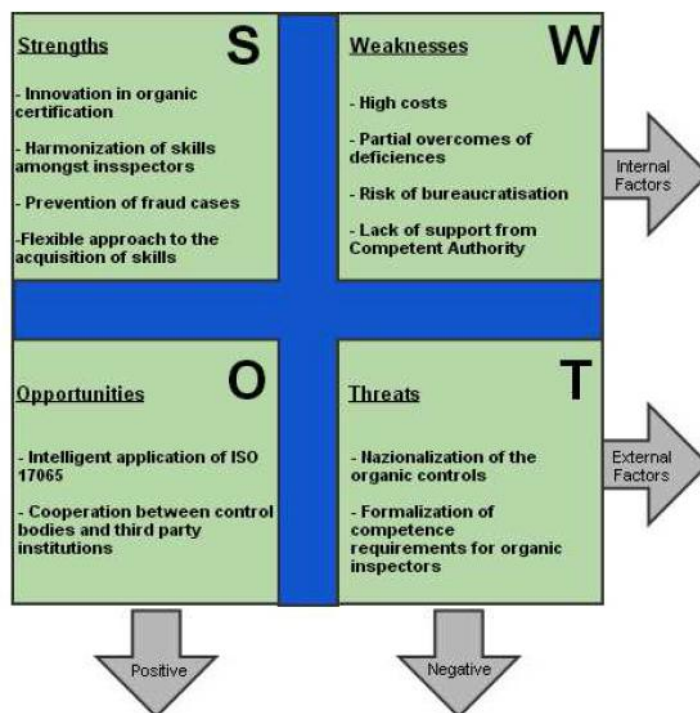 Strengths
S
- Innovation in organic
certification
- Harmonization of skills
amongst insspectors
- Prevention of fraud cases
-Flexible approach to the
acquisition of skills
Weaknesses
W
- High costs
- Partial overcomes of
deficiences
- Risk of bureaucratisation
- Lack of support from
Competent Authority
Internal
Factors
Opportunities
O
- Intelligent application of ISO
17065
- Cooperation between control
bodies and third party
institutions
Threats
T
- Nazionalization of the
organic controls
- Formalization of
competence
requirements for organic
inspectors
External
Factors
Positive
Negative